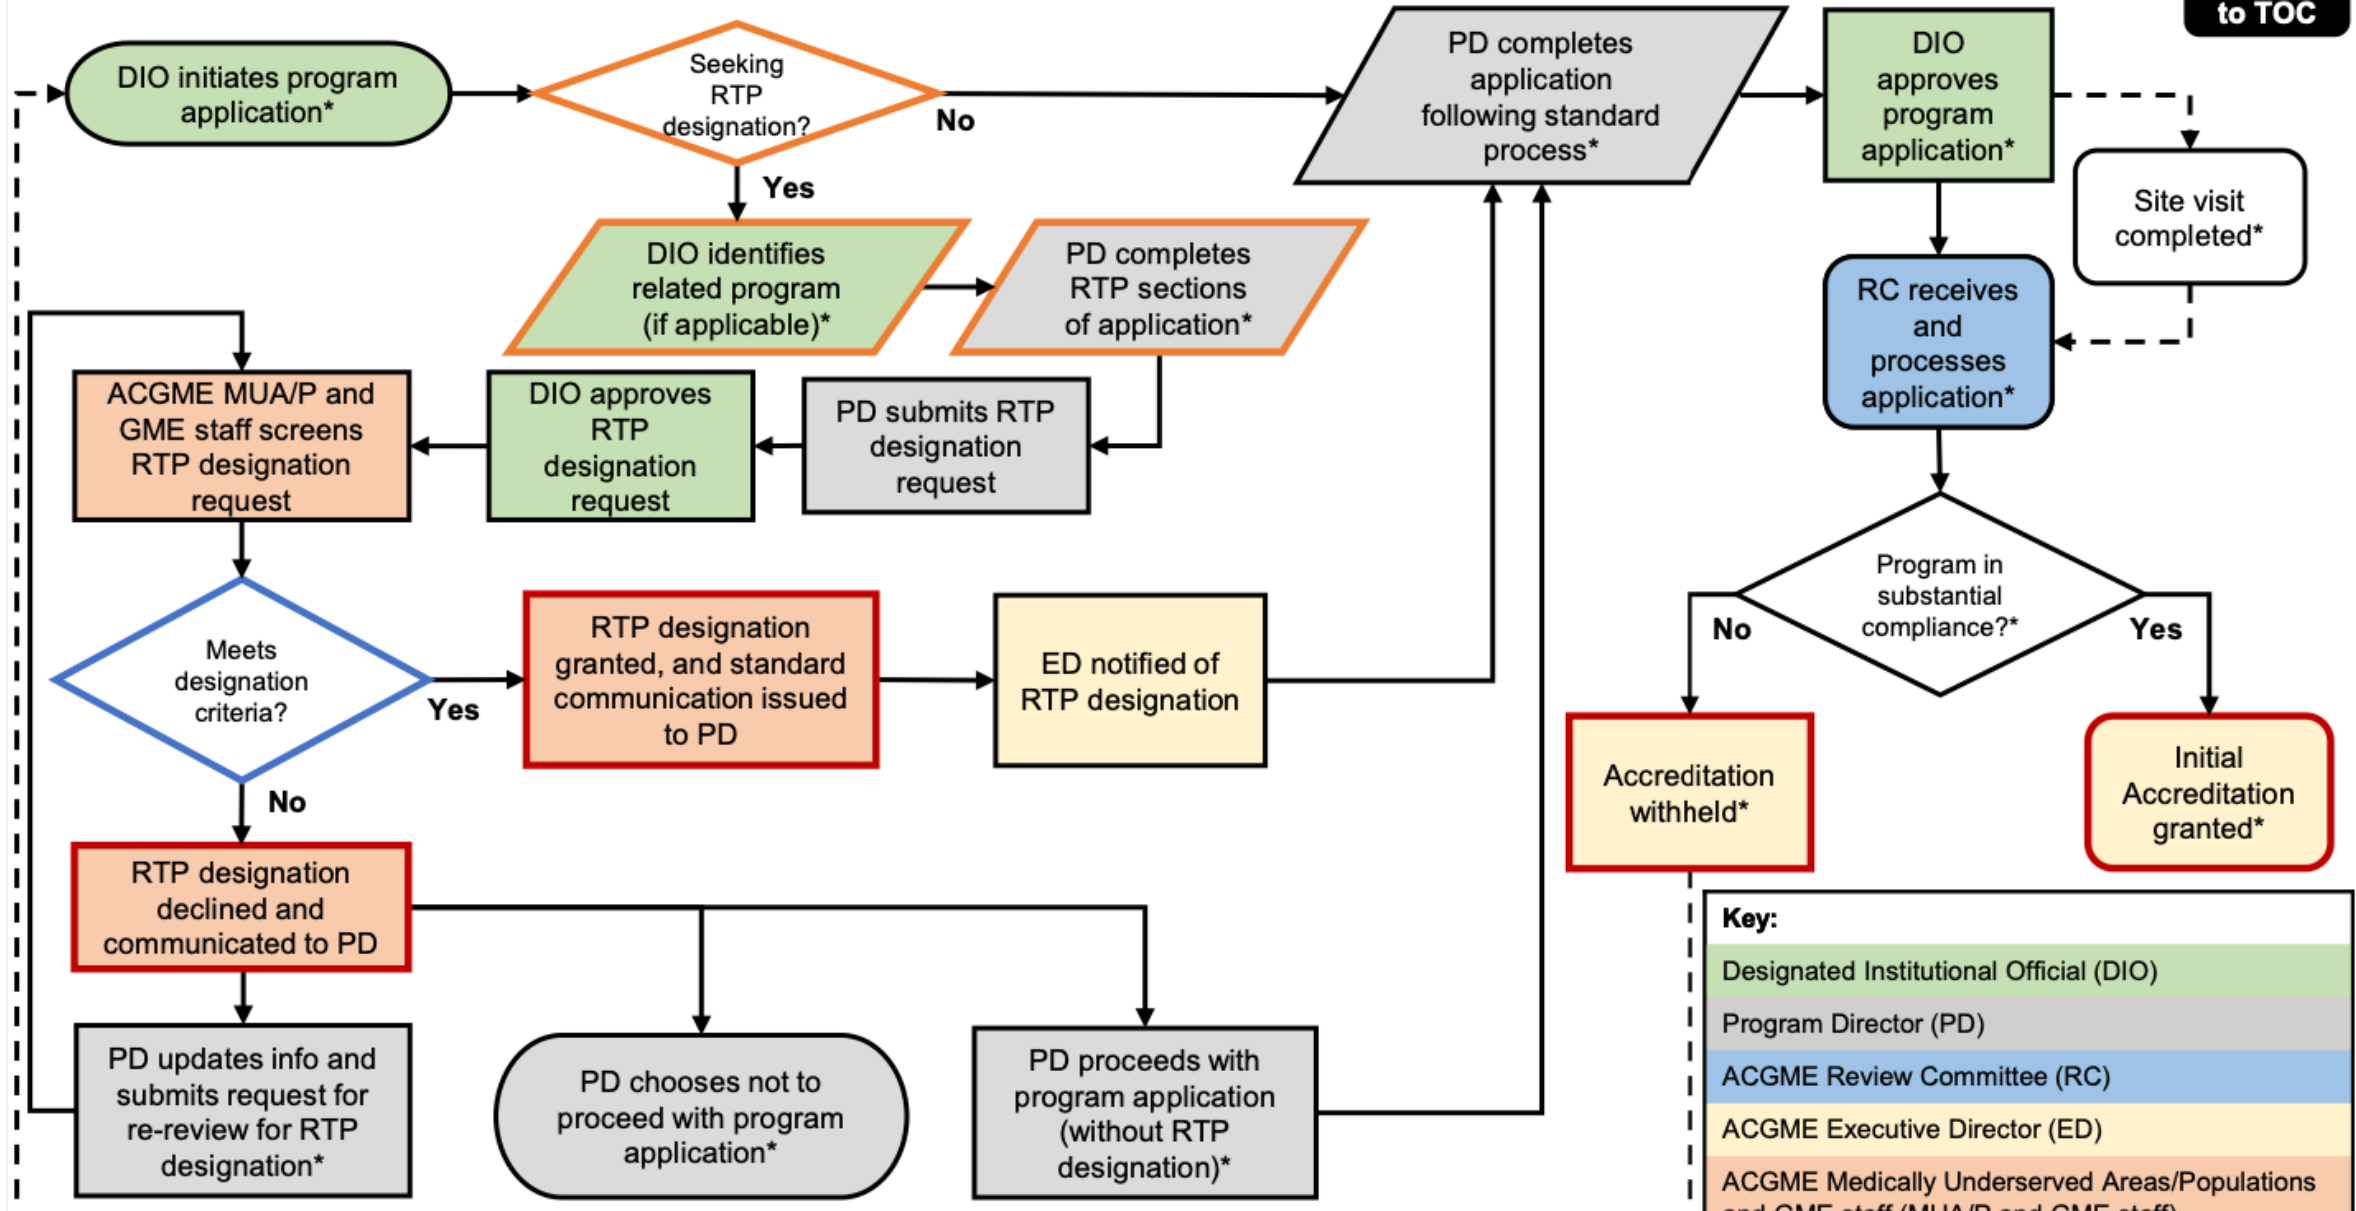 to TOC
DIO initiates program
application*
Seeking
RTP
designation?
No
Yes
PD completes
application
following standard
process*
DIO
approves
program
application*
Site visit
completed*
DIO identifies
related program
(if applicable)*
PD completes
RTP sections
of application*
RC receives
and
processes
application*
ACGME MUA/P and
GME staff screens
RTP designation
request
DIO approves
RTP
designation
request
PD submits RTP
designation
request
Program in
substantial
compliance?*
No
Yes
Meets
designation
criteria?
Yes
No
RTP designation
granted, and standard
communication issued
to PD
ED notified of
RTP designation
Accreditation
withheld*
Initial
Accreditation
granted*
RTP designation
declined and
communicated to PD
PD updates info and
submits request for
re-review for RTP
designation*
PD chooses not to
proceed with program
application*
PD proceeds with
program application
(without RTP
designation)*
Key:
Designated Institutional Official (DIO)
Program Director (PD)
ACGME Review Committee (RC)
ACGME Executive Director (ED)
ACGME Medically Underserved Areas/Populations
and GME staff (MUA/P and GME staff)